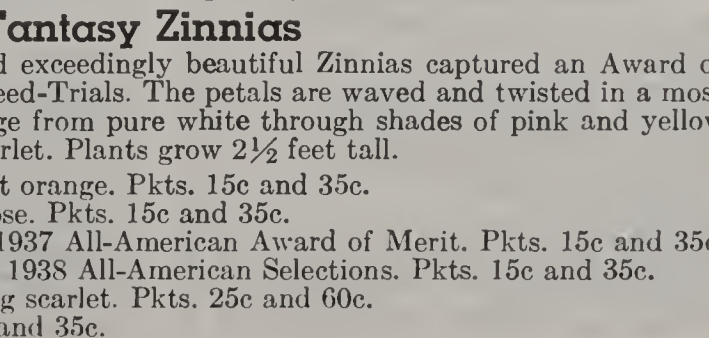 Fantasy Zinnias
exceedingly beautiful Zinnias captured an Award
eed-Trials. The petals are waved and twisted in a mos
ge from pure white through shades of pink and yellow
rlet. Plants grow 2½ feet tall.
t orange. Pkts. 15c and 35c.
ose. Pkts. 15c and 35c.
1937 All-American Award of Merit. Pkts. 15c and 35c
1938 All-American Selections. Pkts. 15c and 35c.
g scarlet. Pkts. 25c and 60c.
and 35c.